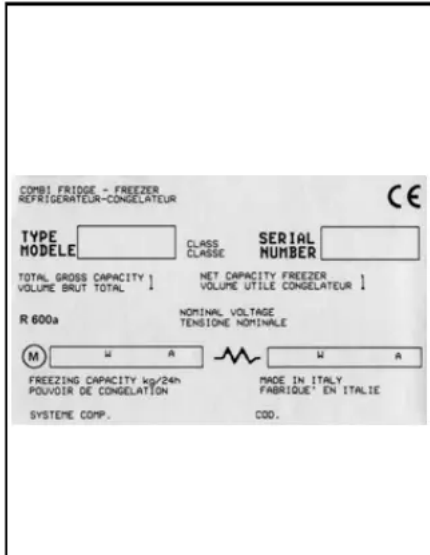 COMBI FRIDGE - FREEZER
REFRIGERATEUR-CONGELATEUR
CE
TYPE
MODELE
CLASS
CLASSE
SERIAL
NUMBER
TOTAL GROSS CAPACITY l
VOLUME BRUT TOTAL
NET CAPACITY FREEZER
VOLUME UTILE CONGELATEUR l
R 600a
NOMINAL VOLTAGE
TENSIONE NOMINALE
M W A
W A
FREEZING CAPACITY kg/24h
POUVOIR DE CONGELATION
MADE IN ITALY
FABRIQUE' EN ITALIE
SYSTEME COMP.
COD.